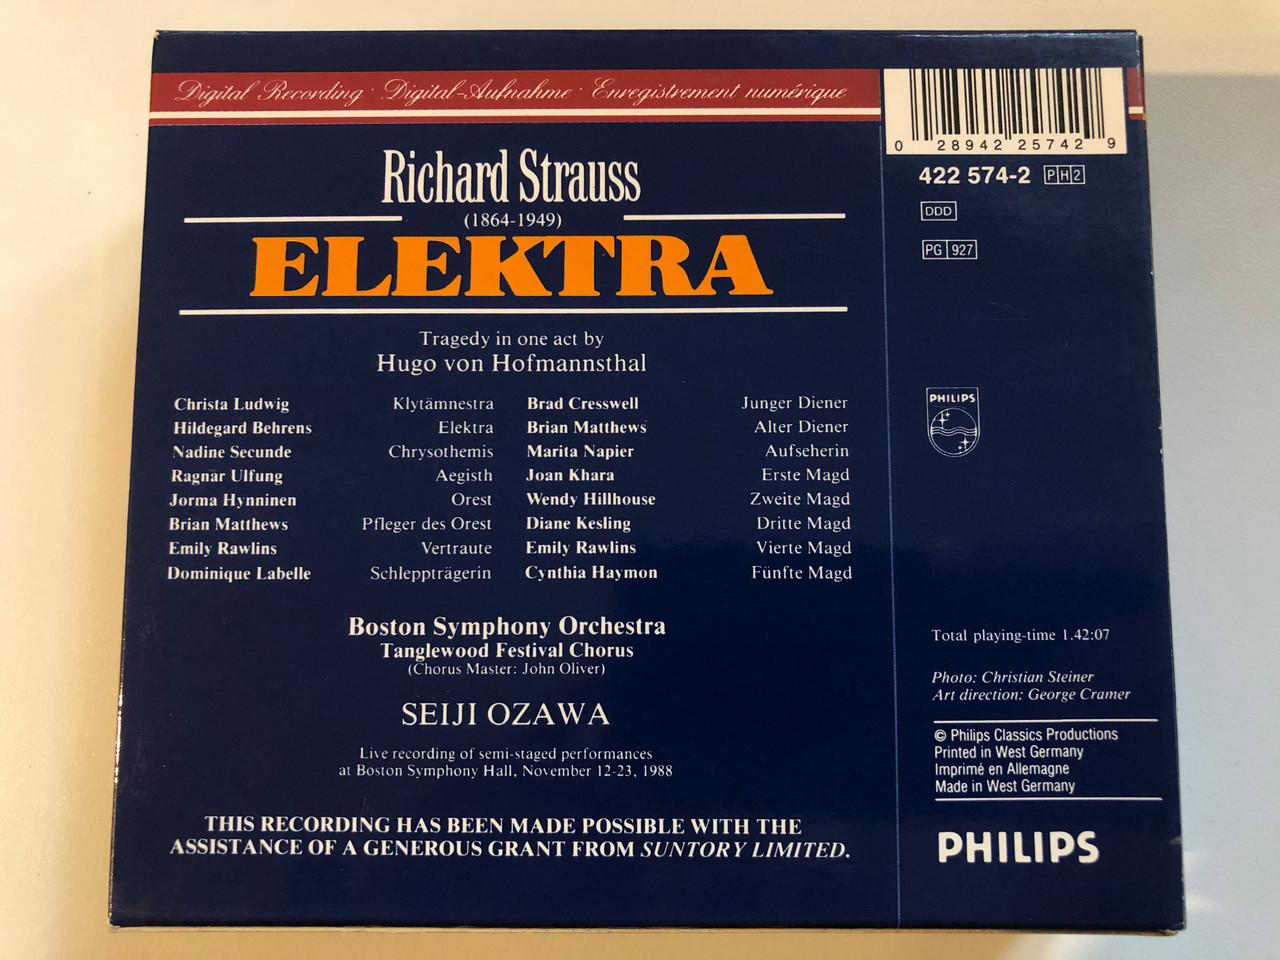 Digital Recording · Digital-Aufnahme · Enregistrement numérique
0 28942 25742 9
422 574-2 PH2
DDD
PG 927
Richard Strauss
(1864-1949)
ELEKTRA
Tragedy in one act by
Hugo von Hofmannsthal
Christa Ludwig Klytämnestra Brad Cresswell Junger Diener
Hildegard Behrens Elektra Brian Matthews Alter Diener
Nadine Secunde Chrysothemis Marita Napier Aufseherin
Ragnar Ulfung Aegisth Joan Khara Erste Magd
Jorma Hynninen Orest Wendy Hillhouse Zweite Magd
Brian Matthews Pfleger des Orest Diane Kesling Dritte Magd
Emily Rawlins Vertraute Emily Rawlins Vierte Magd
Dominique Labelle Schleppträgerin Cynthia Haymon Fünfte Magd
Boston Symphony Orchestra
Tanglewood Festival Chorus
(Chorus Master: John Oliver)
SEIJI OZAWA
Live recording of semi-staged performances
at Boston Symphony Hall, November 12-23, 1988
THIS RECORDING HAS BEEN MADE POSSIBLE WITH THE
ASSISTANCE OF A GENEROUS GRANT FROM SUNTORY LIMITED.
PHILIPS
Total playing-time 1.42:07
Photo: Christian Steiner
Art direction: George Cramer
© Philips Classics Productions
Printed in West Germany
Imprimé en Allemagne
Made in West Germany
PHILIPS